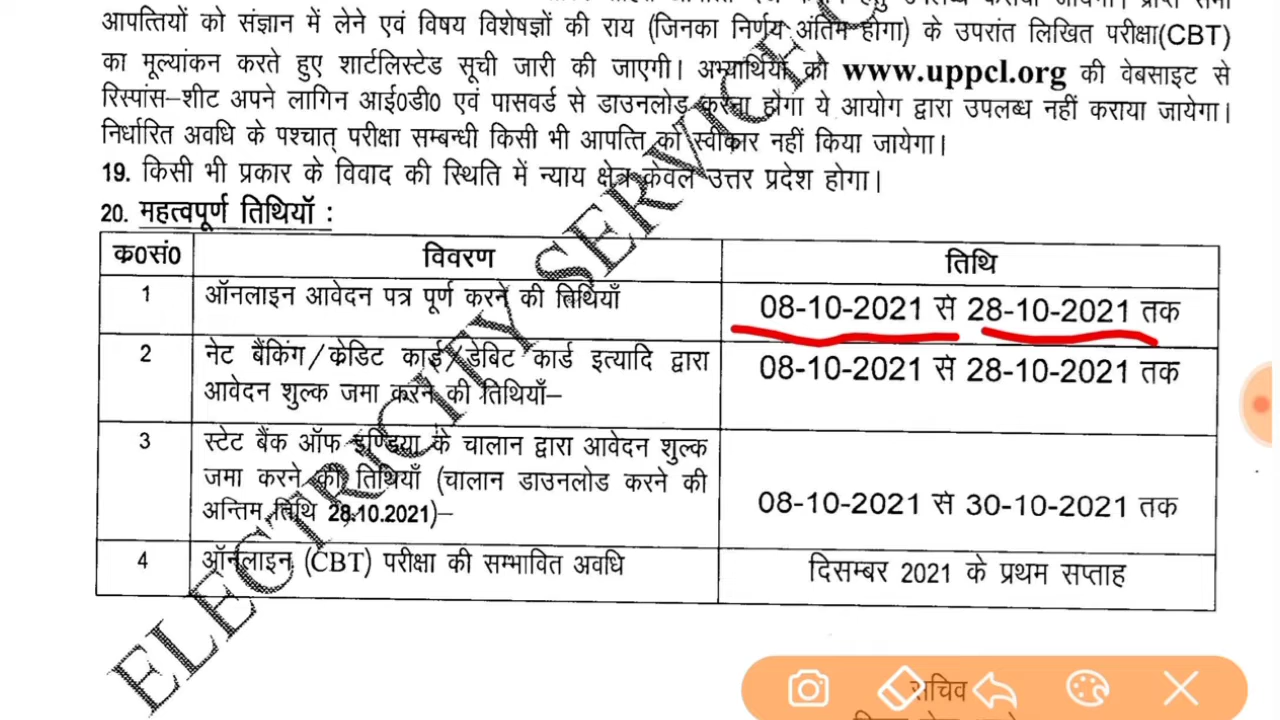 आपत्तियों को संज्ञान में लेने एवं विषय विशेषज्ञों की राय (जिनका निर्णय अंतिम होगा) के उपरांत लिखित परीक्षा(CBT)
का मूल्यांकन करते हुए शार्टलिस्टेड सूची जारी की जाएगी। अभ्यार्थियों को www.uppcl.org की वेबसाइट से
रिस्पांस–शीट अपने लागिन आई0डी0 एवं पासवर्ड से डाउनलोड करना होगा ये आयोग द्वारा उपलब्ध नहीं कराया जायेगा।
निर्धारित अवधि के पश्चात् परीक्षा सम्बन्धी किसी भी आपत्ति को स्वीकार नहीं किया जायेगा।
19. किसी भी प्रकार के विवाद की स्थिति में न्याय क्षेत्र केवल उत्तर प्रदेश होगा।
20. महत्वपूर्ण तिथियाँ :
क0सं0 विवरण तिथि
1 ऑनलाइन आवेदन पत्र पूर्ण करने की तिथियाँ 08-10-2021 से 28-10-2021 तक
2 नेट बैंकिंग/क्रेडिट कार्ड/डेबिट कार्ड इत्यादि द्वारा 08-10-2021 से 28-10-2021 तक
आवेदन शुल्क जमा करने की तिथियाँ–
3 स्टेट बैंक ऑफ इण्डिया के चालान द्वारा आवेदन शुल्क
जमा करने की तिथियाँ (चालान डाउनलोड करने की
अन्तिम तिथि 28.10.2021)– 08-10-2021 से 30-10-2021 तक
4 ऑनलाइन (CBT) परीक्षा की सम्भावित अवधि दिसम्बर 2021 के प्रथम सप्ताह
ELECTRICITY SERVICE
सचिव